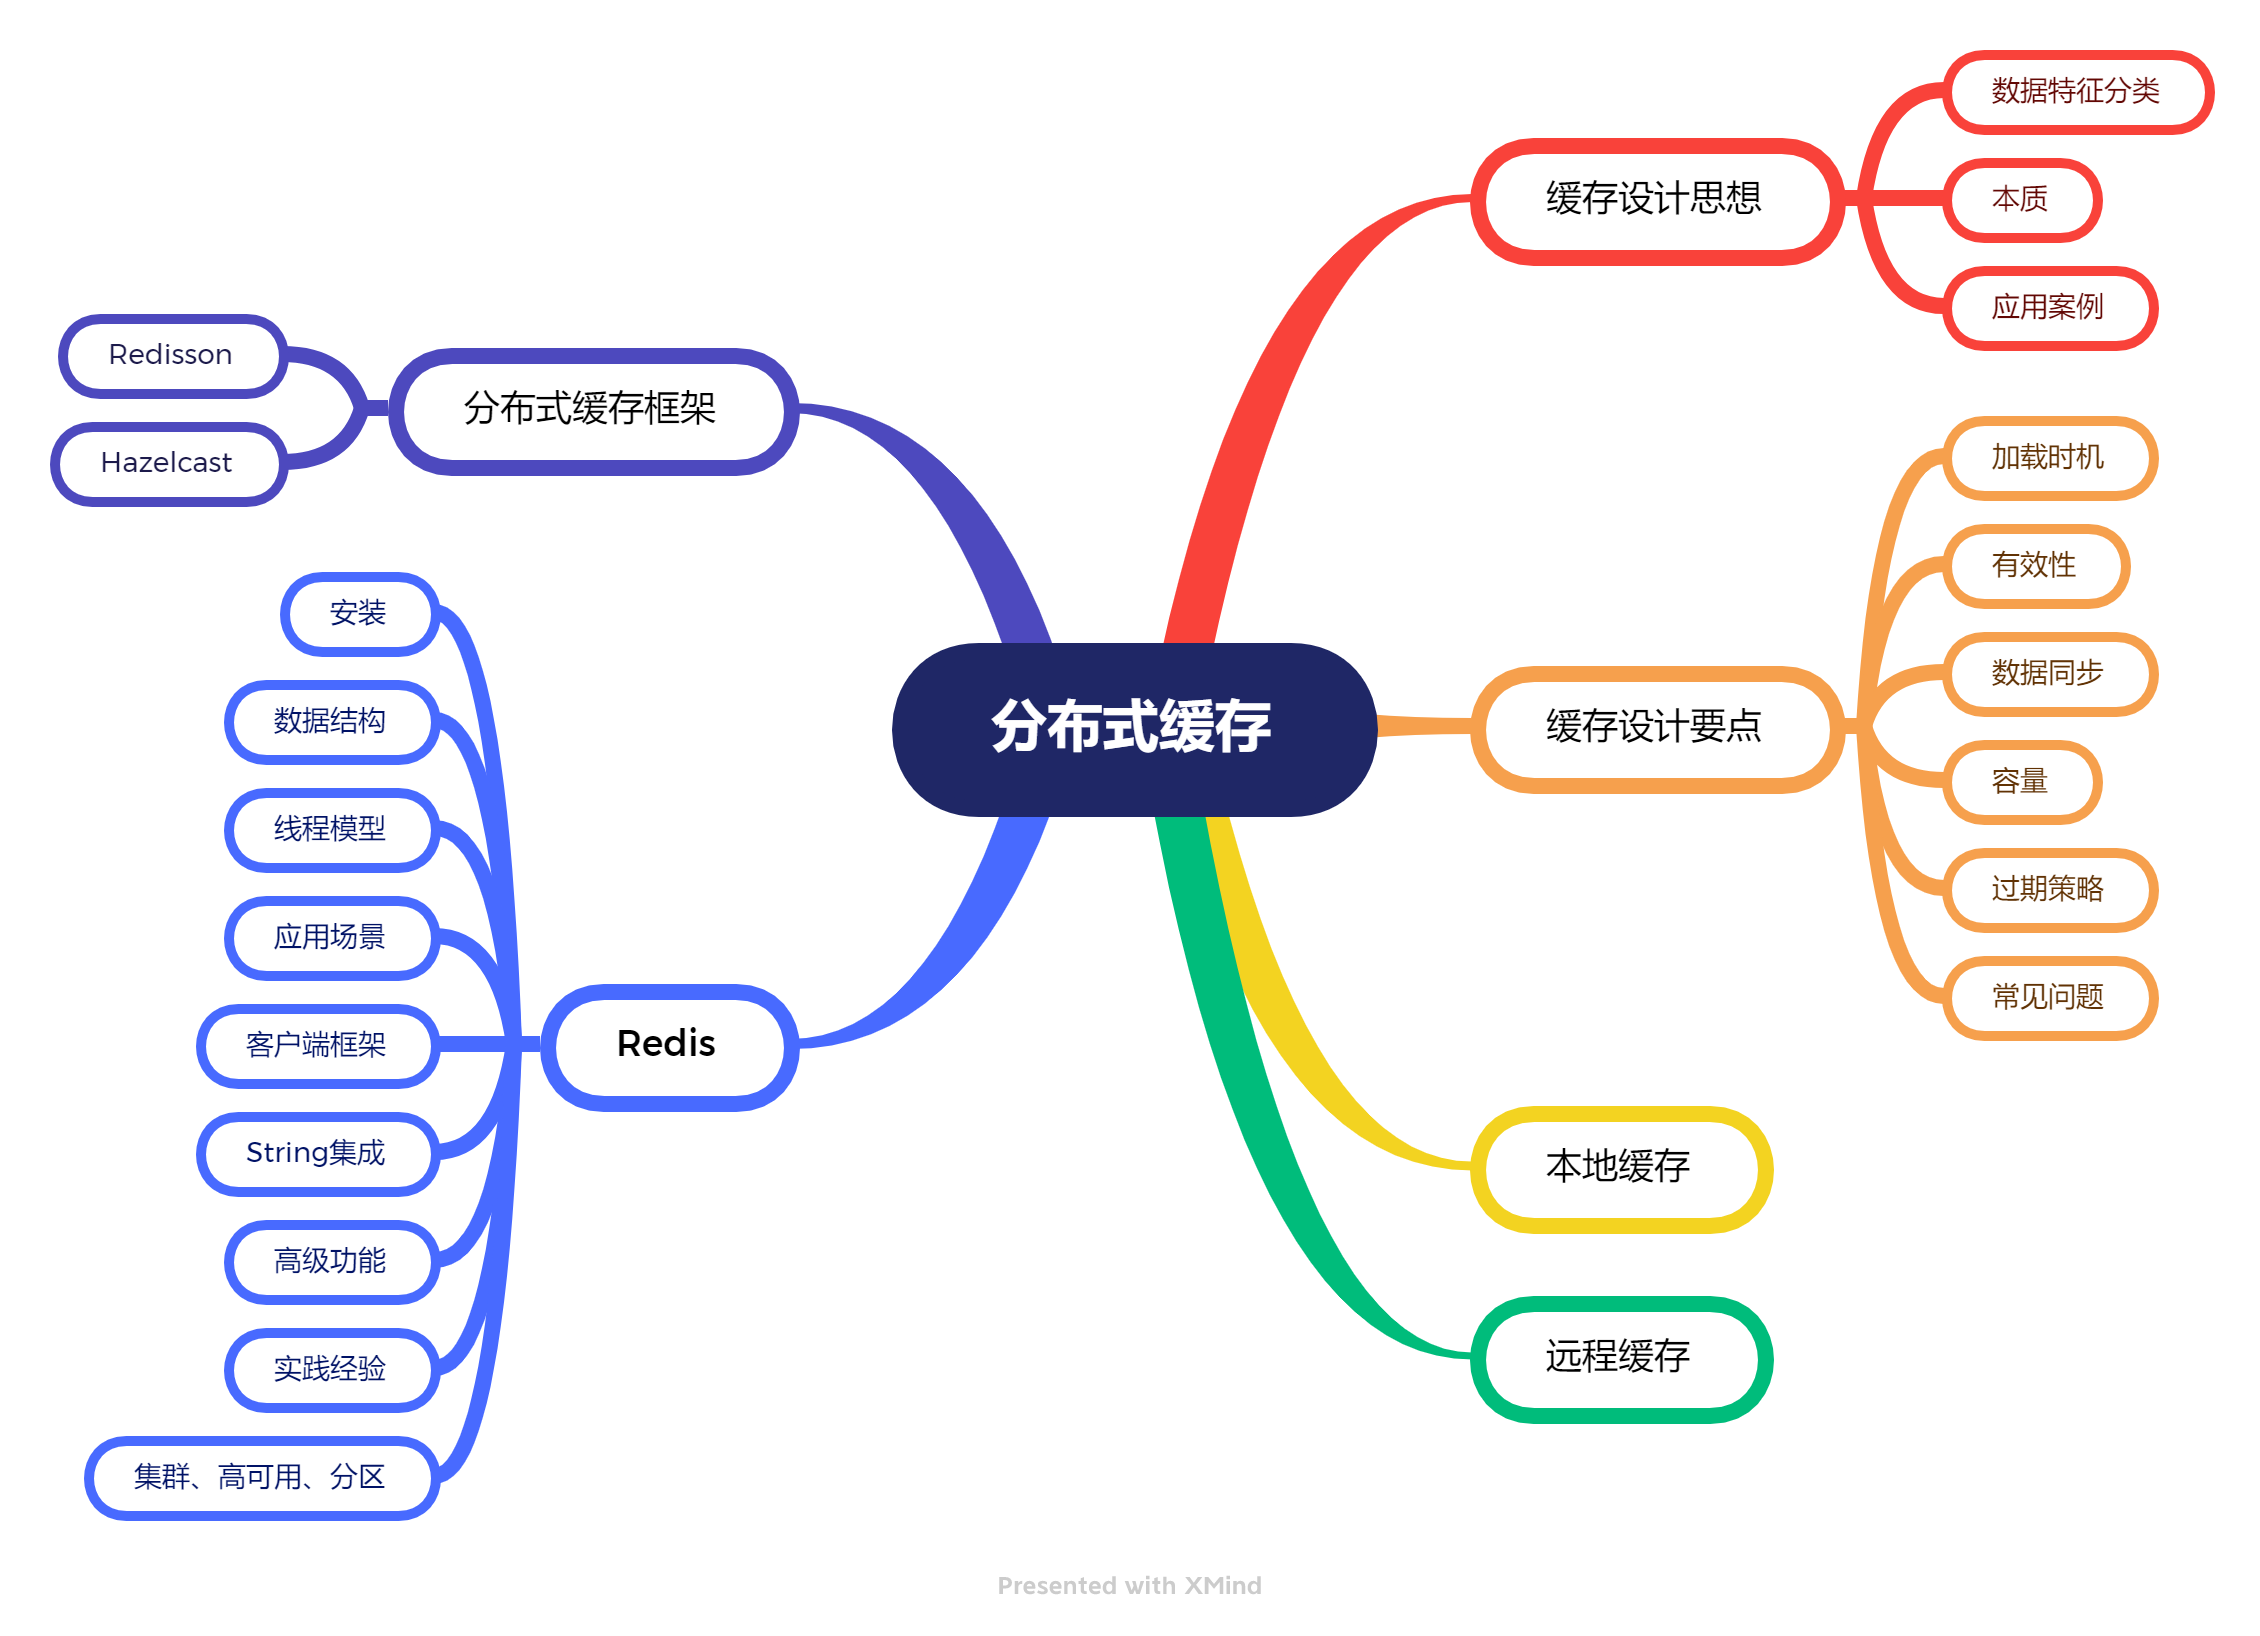 分布式缓存
缓存设计思想
数据特征分类
本质
应用案例
缓存设计要点
加载时机
有效性
数据同步
容量
过期策略
常见问题
本地缓存
远程缓存
Redis
安装
数据结构
线程模型
应用场景
客户端框架
String集成
高级功能
实践经验
集群、高可用、分区
分布式缓存框架
Redisson
Hazelcast
Presented with XMind